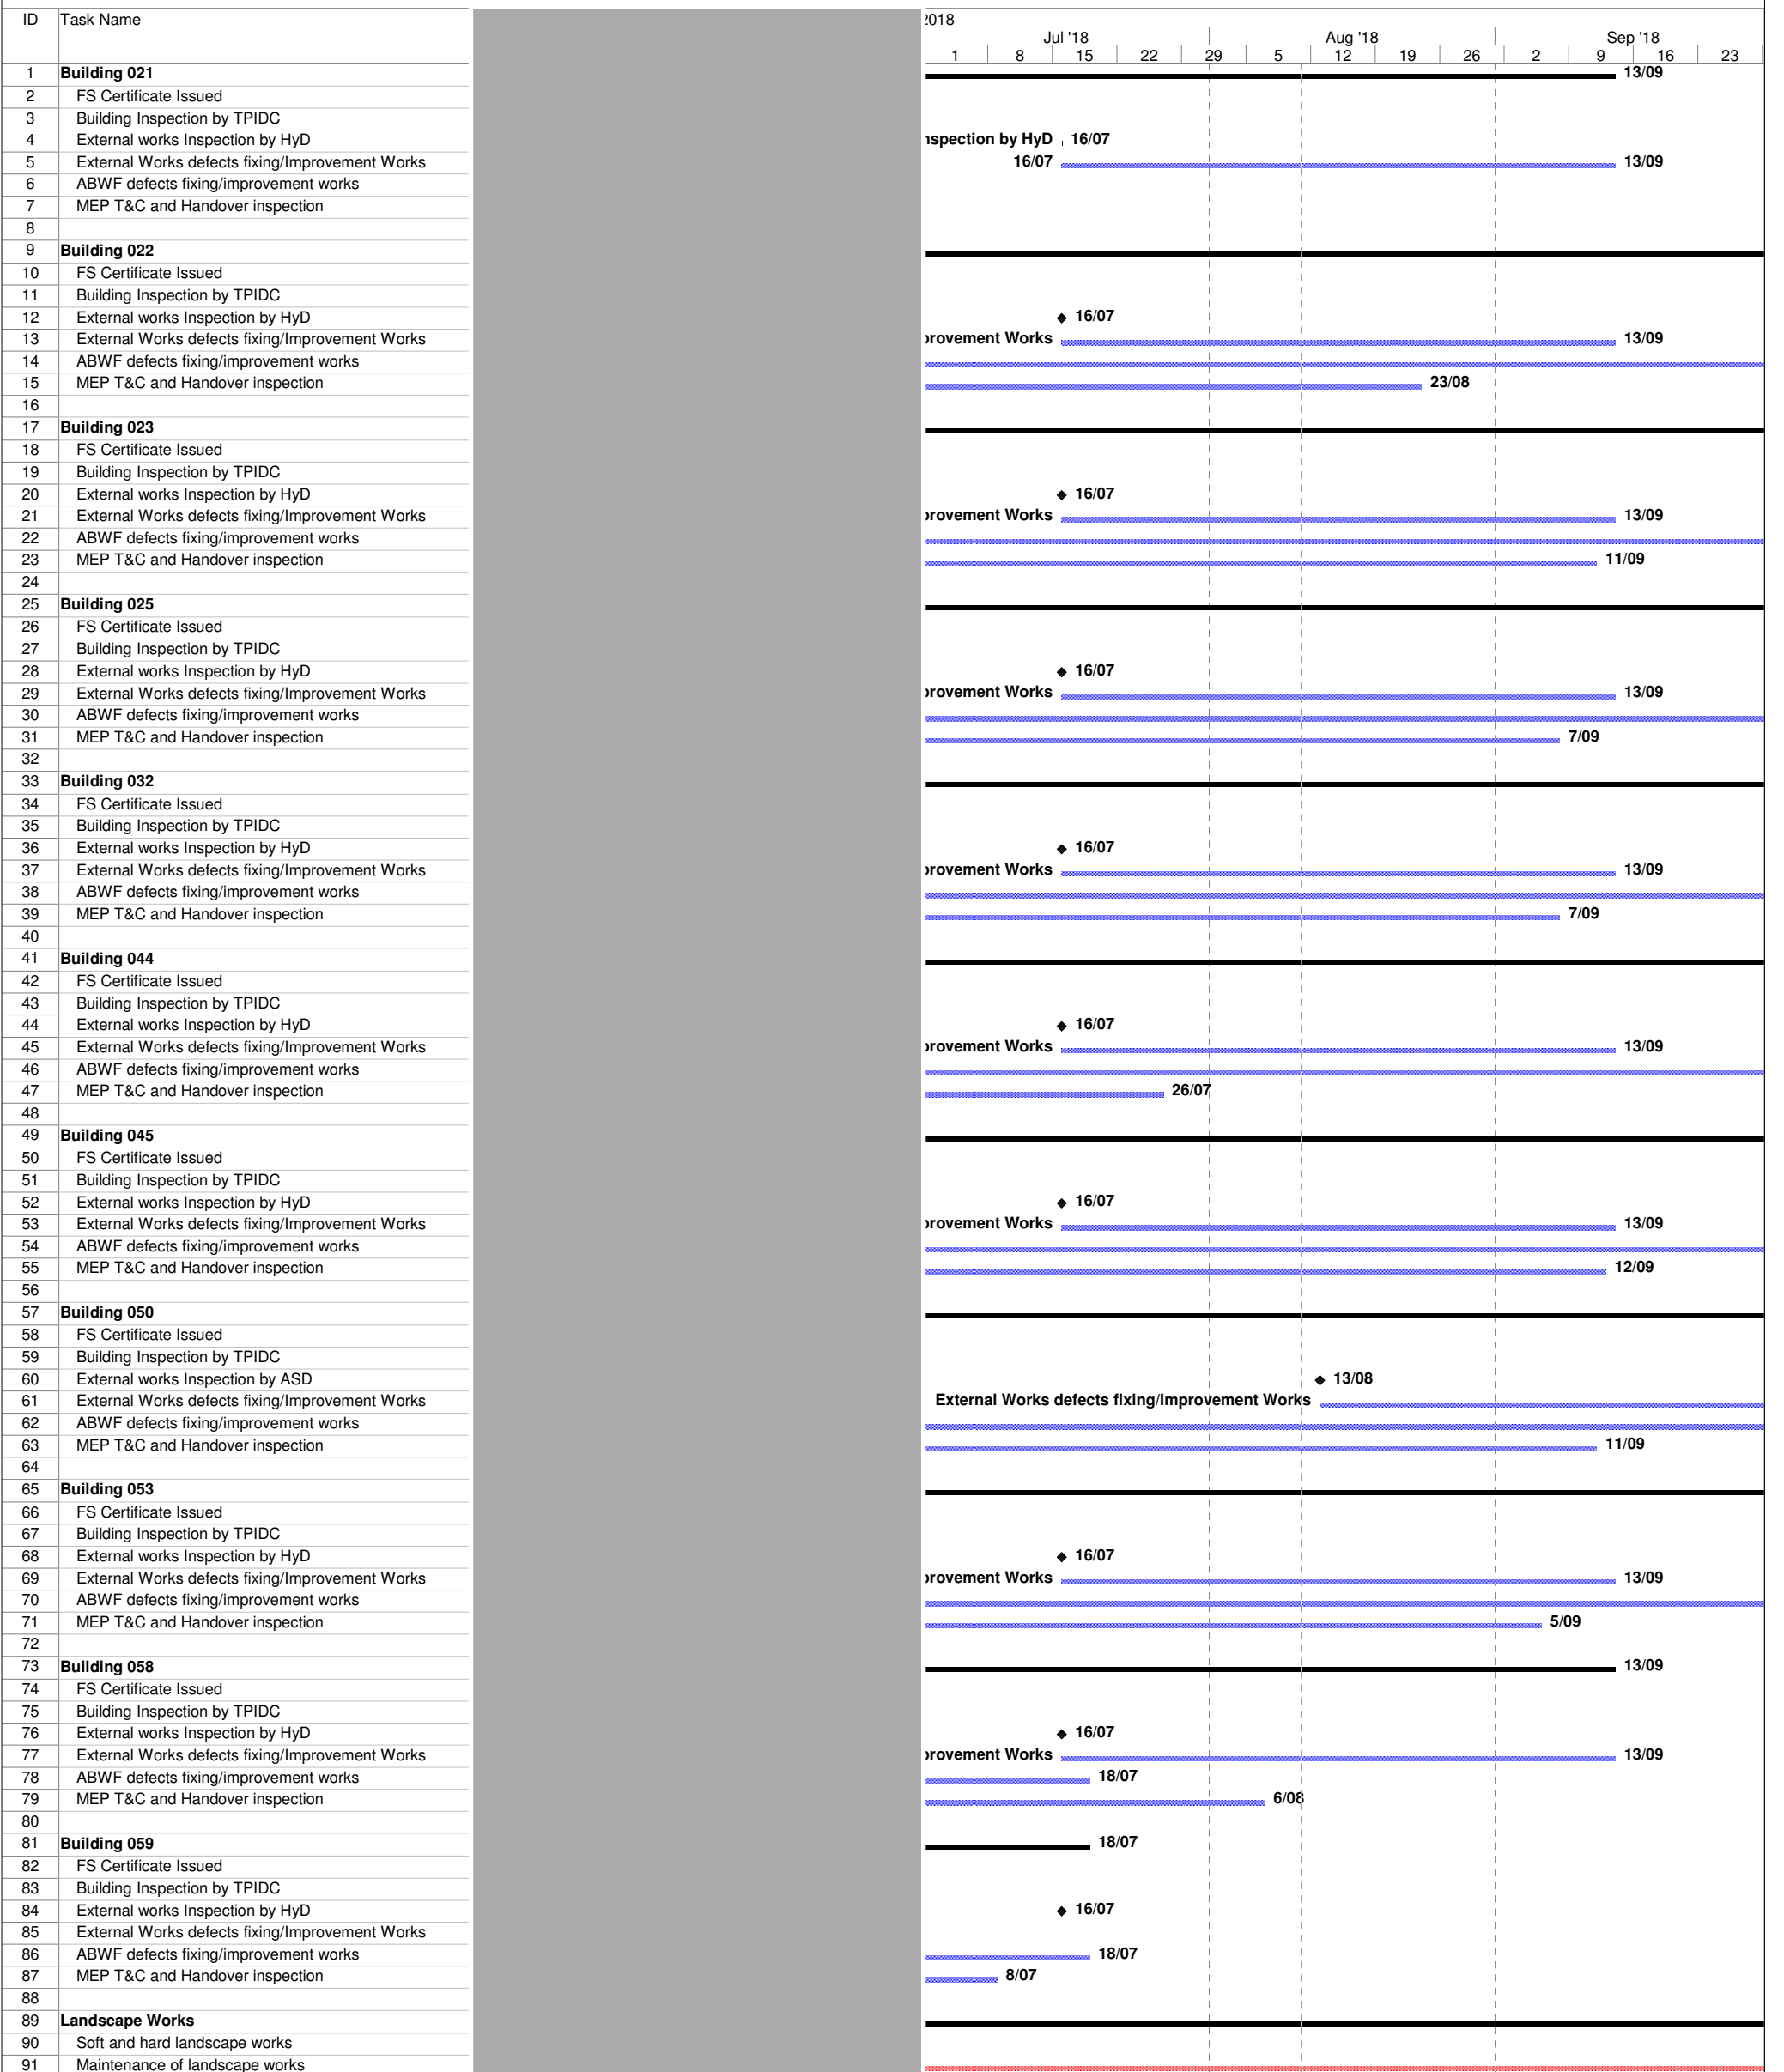 ID Task Name 2018
Jul '18 Aug '18 Sep '18
1 8 15 22 29 5 12 19 26 2 9 16 23
1 Building 021 13/09
2 FS Certificate Issued
3 Building Inspection by TPIDC
4 External works Inspection by HyD nspection by HyD 16/07
5 External Works defects fixing/Improvement Works 16/07 13/09
6 ABWF defects fixing/improvement works
7 MEP T&C and Handover inspection
8
9 Building 022
10 FS Certificate Issued
11 Building Inspection by TPIDC
12 External works Inspection by HyD 16/07
13 External Works defects fixing/Improvement Works provement Works 13/09
14 ABWF defects fixing/improvement works
15 MEP T&C and Handover inspection 23/08
16
17 Building 023
18 FS Certificate Issued
19 Building Inspection by TPIDC
20 External works Inspection by HyD 16/07
21 External Works defects fixing/Improvement Works provement Works 13/09
22 ABWF defects fixing/improvement works
23 MEP T&C and Handover inspection 11/09
24
25 Building 025
26 FS Certificate Issued
27 Building Inspection by TPIDC
28 External works Inspection by HyD 16/07
29 External Works defects fixing/Improvement Works provement Works 13/09
30 ABWF defects fixing/improvement works
31 MEP T&C and Handover inspection 7/09
32
33 Building 032
34 FS Certificate Issued
35 Building Inspection by TPIDC
36 External works Inspection by HyD 16/07
37 External Works defects fixing/Improvement Works provement Works 13/09
38 ABWF defects fixing/improvement works
39 MEP T&C and Handover inspection 7/09
40
41 Building 044
42 FS Certificate Issued
43 Building Inspection by TPIDC
44 External works Inspection by HyD 16/07
45 External Works defects fixing/Improvement Works provement Works 13/09
46 ABWF defects fixing/improvement works
47 MEP T&C and Handover inspection 26/07
48
49 Building 045
50 FS Certificate Issued
51 Building Inspection by TPIDC
52 External works Inspection by HyD 16/07
53 External Works defects fixing/Improvement Works provement Works 13/09
54 ABWF defects fixing/improvement works
55 MEP T&C and Handover inspection 12/09
56
57 Building 050
58 FS Certificate Issued
59 Building Inspection by TPIDC
60 External works Inspection by ASD 13/08
61 External Works defects fixing/Improvement Works External Works defects fixing/Improvement Works
62 ABWF defects fixing/improvement works
63 MEP T&C and Handover inspection 11/09
64
65 Building 053
66 FS Certificate Issued
67 Building Inspection by TPIDC
68 External works Inspection by HyD 16/07
69 External Works defects fixing/Improvement Works provement Works 13/09
70 ABWF defects fixing/improvement works
71 MEP T&C and Handover inspection 5/09
72
73 Building 058 13/09
74 FS Certificate Issued
75 Building Inspection by TPIDC
76 External works Inspection by HyD 16/07
77 External Works defects fixing/Improvement Works provement Works 13/09
78 ABWF defects fixing/improvement works 18/07
79 MEP T&C and Handover inspection 6/08
80
81 Building 059 18/07
82 FS Certificate Issued
83 Building Inspection by TPIDC
84 External works Inspection by HyD 16/07
85 External Works defects fixing/Improvement Works
86 ABWF defects fixing/improvement works 18/07
87 MEP T&C and Handover inspection 8/07
88
89 Landscape Works
90 Soft and hard landscape works
91 Maintenance of landscape works